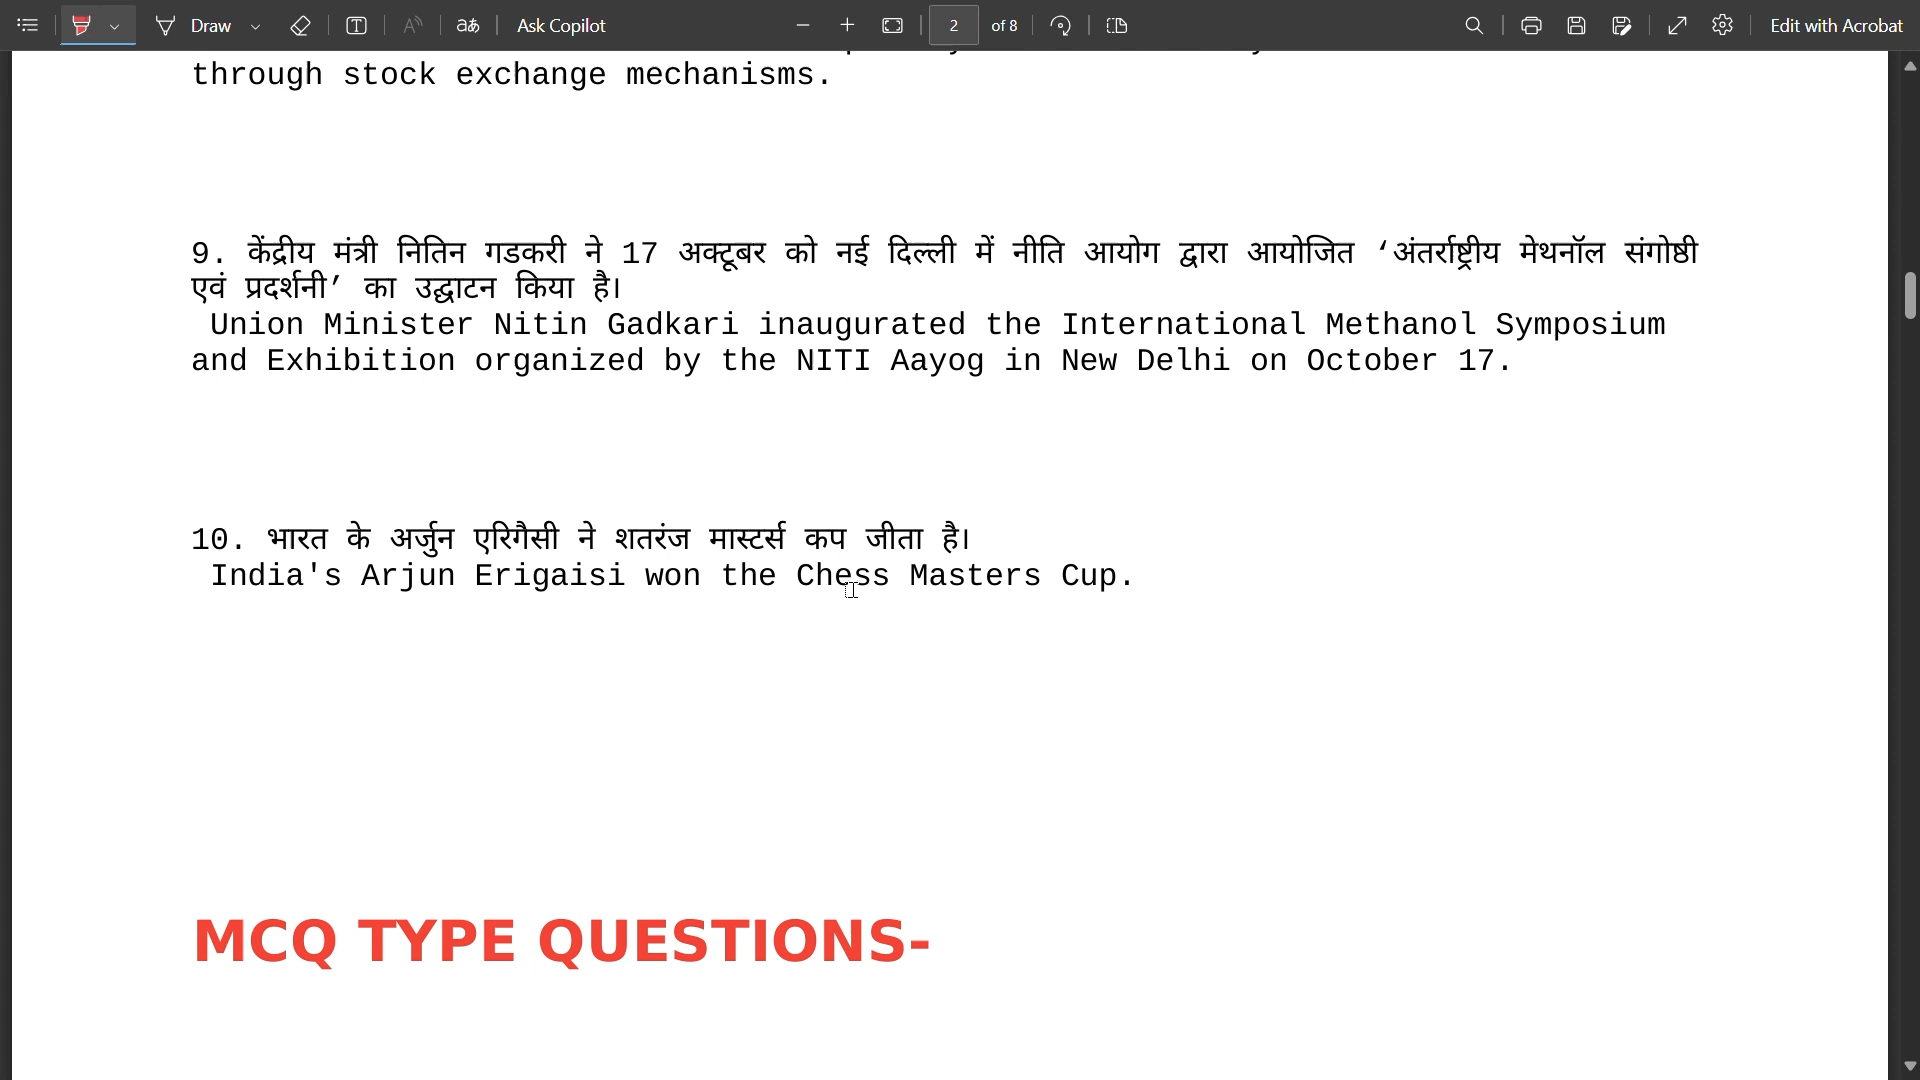 Draw
Ask Copilot
2
of 8
Edit with Acrobat
through stock exchange mechanisms.
9. केंद्रीय मंत्री नितिन गडकरी ने 17 अक्टूबर को नई दिल्ली में नीति आयोग द्वारा आयोजित ‘अंतर्राष्ट्रीय मेथनॉल संगोष्ठी
एवं प्रदर्शनी’ का उद्घाटन किया है।
Union Minister Nitin Gadkari inaugurated the International Methanol Symposium
and Exhibition organized by the NITI Aayog in New Delhi on October 17.
10. भारत के अर्जुन एरिगैसी ने शतरंज मास्टर्स कप जीता है।
India's Arjun Erigaisi won the Chess Masters Cup.
MCQ TYPE QUESTIONS-